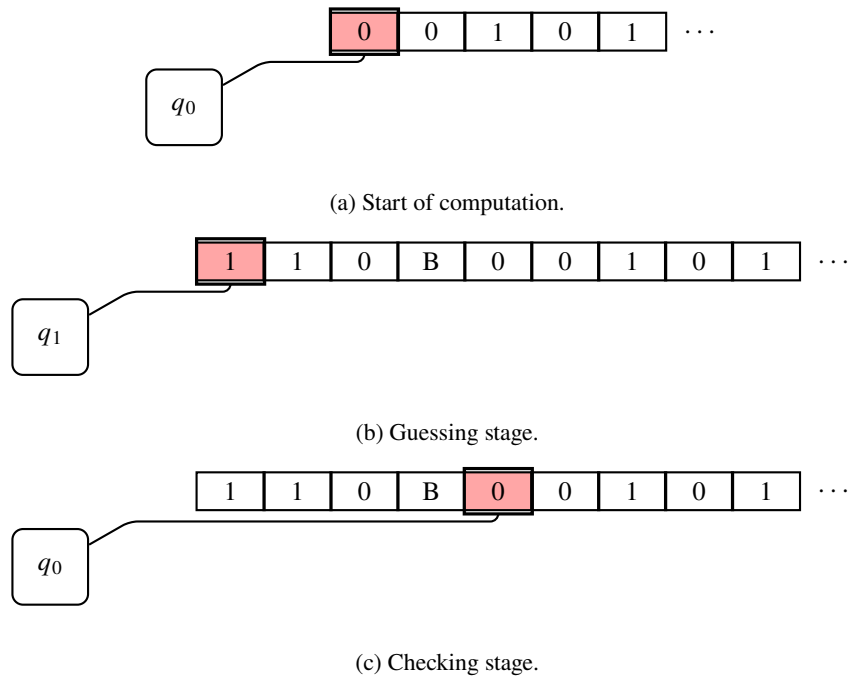 0 0 1 0 1 ···
q₀
(a) Start of computation.
1 1 0 B 0 0 1 0 1 ···
q₁
(b) Guessing stage.
1 1 0 B 0 0 1 0 1 ···
q₀
(c) Checking stage.